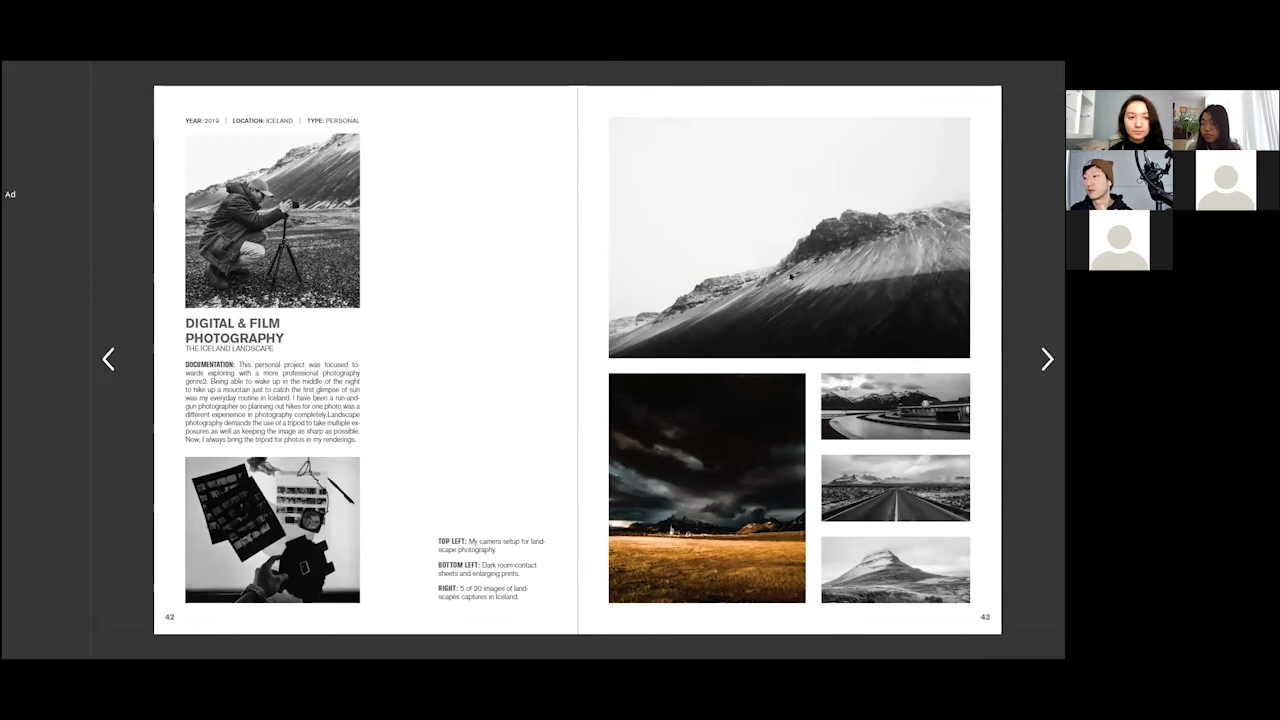 Ad
YEAR: 2019 | LOCATION: ICELAND | TYPE: PERSONAL
DIGITAL & FILM
PHOTOGRAPHY
THE ICELAND LANDSCAPE
DOCUMENTATION: This personal project was focused to-
wards exploring with a more professional photography
genre2. Being able to wake up in the middle of the night
to hike up a mountain just to catch the first glimpse of sun
was my everyday routine in Iceland. I have been a run-and-
gun photographer so planning out hikes for one photo was a
different experieince in photography completely.Landscape
photography demands the use of a tripod to take multiple ex-
posures as well as keeping the image as sharp as possible.
Now, I always bring the tripod for photos in my renderings.
TOP LEFT: My camera setup for land-
scape photography.
BOTTOM LEFT: Dark room contact
sheets and enlarging prints.
RIGHT: 5 of 20 images of land-
scapes captures in Iceland.
42
43